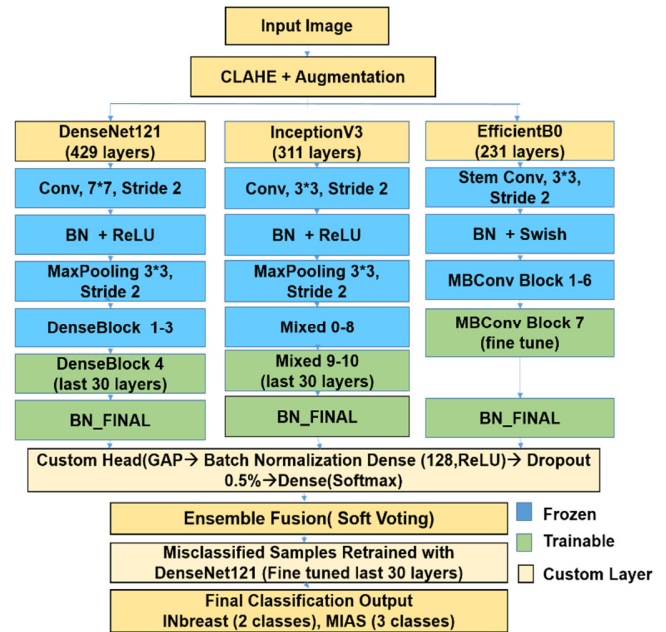 Input Image
CLAHE + Augmentation
DenseNet121
(429 layers)
Conv, 7*7, Stride 2
BN + ReLU
MaxPooling 3*3,
Stride 2
DenseBlock 1-3
DenseBlock 4
(last 30 layers)
BN_FINAL
InceptionV3
(311 layers)
Conv, 3*3, Stride 2
BN + ReLU
MaxPooling 3*3,
Stride 2
Mixed 0-8
Mixed 9-10
(last 30 layers)
BN_FINAL
EfficientB0
(231 layers)
Stem Conv, 3*3,
Stride 2
BN + Swish
MBConv Block 1-6
MBConv Block 7
(fine tune)
BN_FINAL
Custom Head(GAP→ Batch Normalization Dense (128,ReLU)→ Dropout
0.5%→Dense(Softmax)
Ensemble Fusion( Soft Voting)
Misclassified Samples Retrained with
DenseNet121 (Fine tuned last 30 layers)
Final Classification Output
INbreast (2 classes), MIAS (3 classes)
Frozen
Trainable
Custom Layer